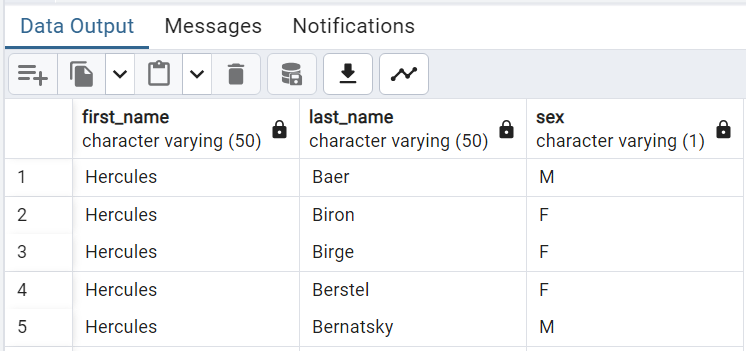 Data Output Messages Notifications
first_name last_name sex
character varying (50) character varying (50) character varying (1)
1 Hercules Baer M
2 Hercules Biron F
3 Hercules Birge F
4 Hercules Berstel F
5 Hercules Bernatsky M